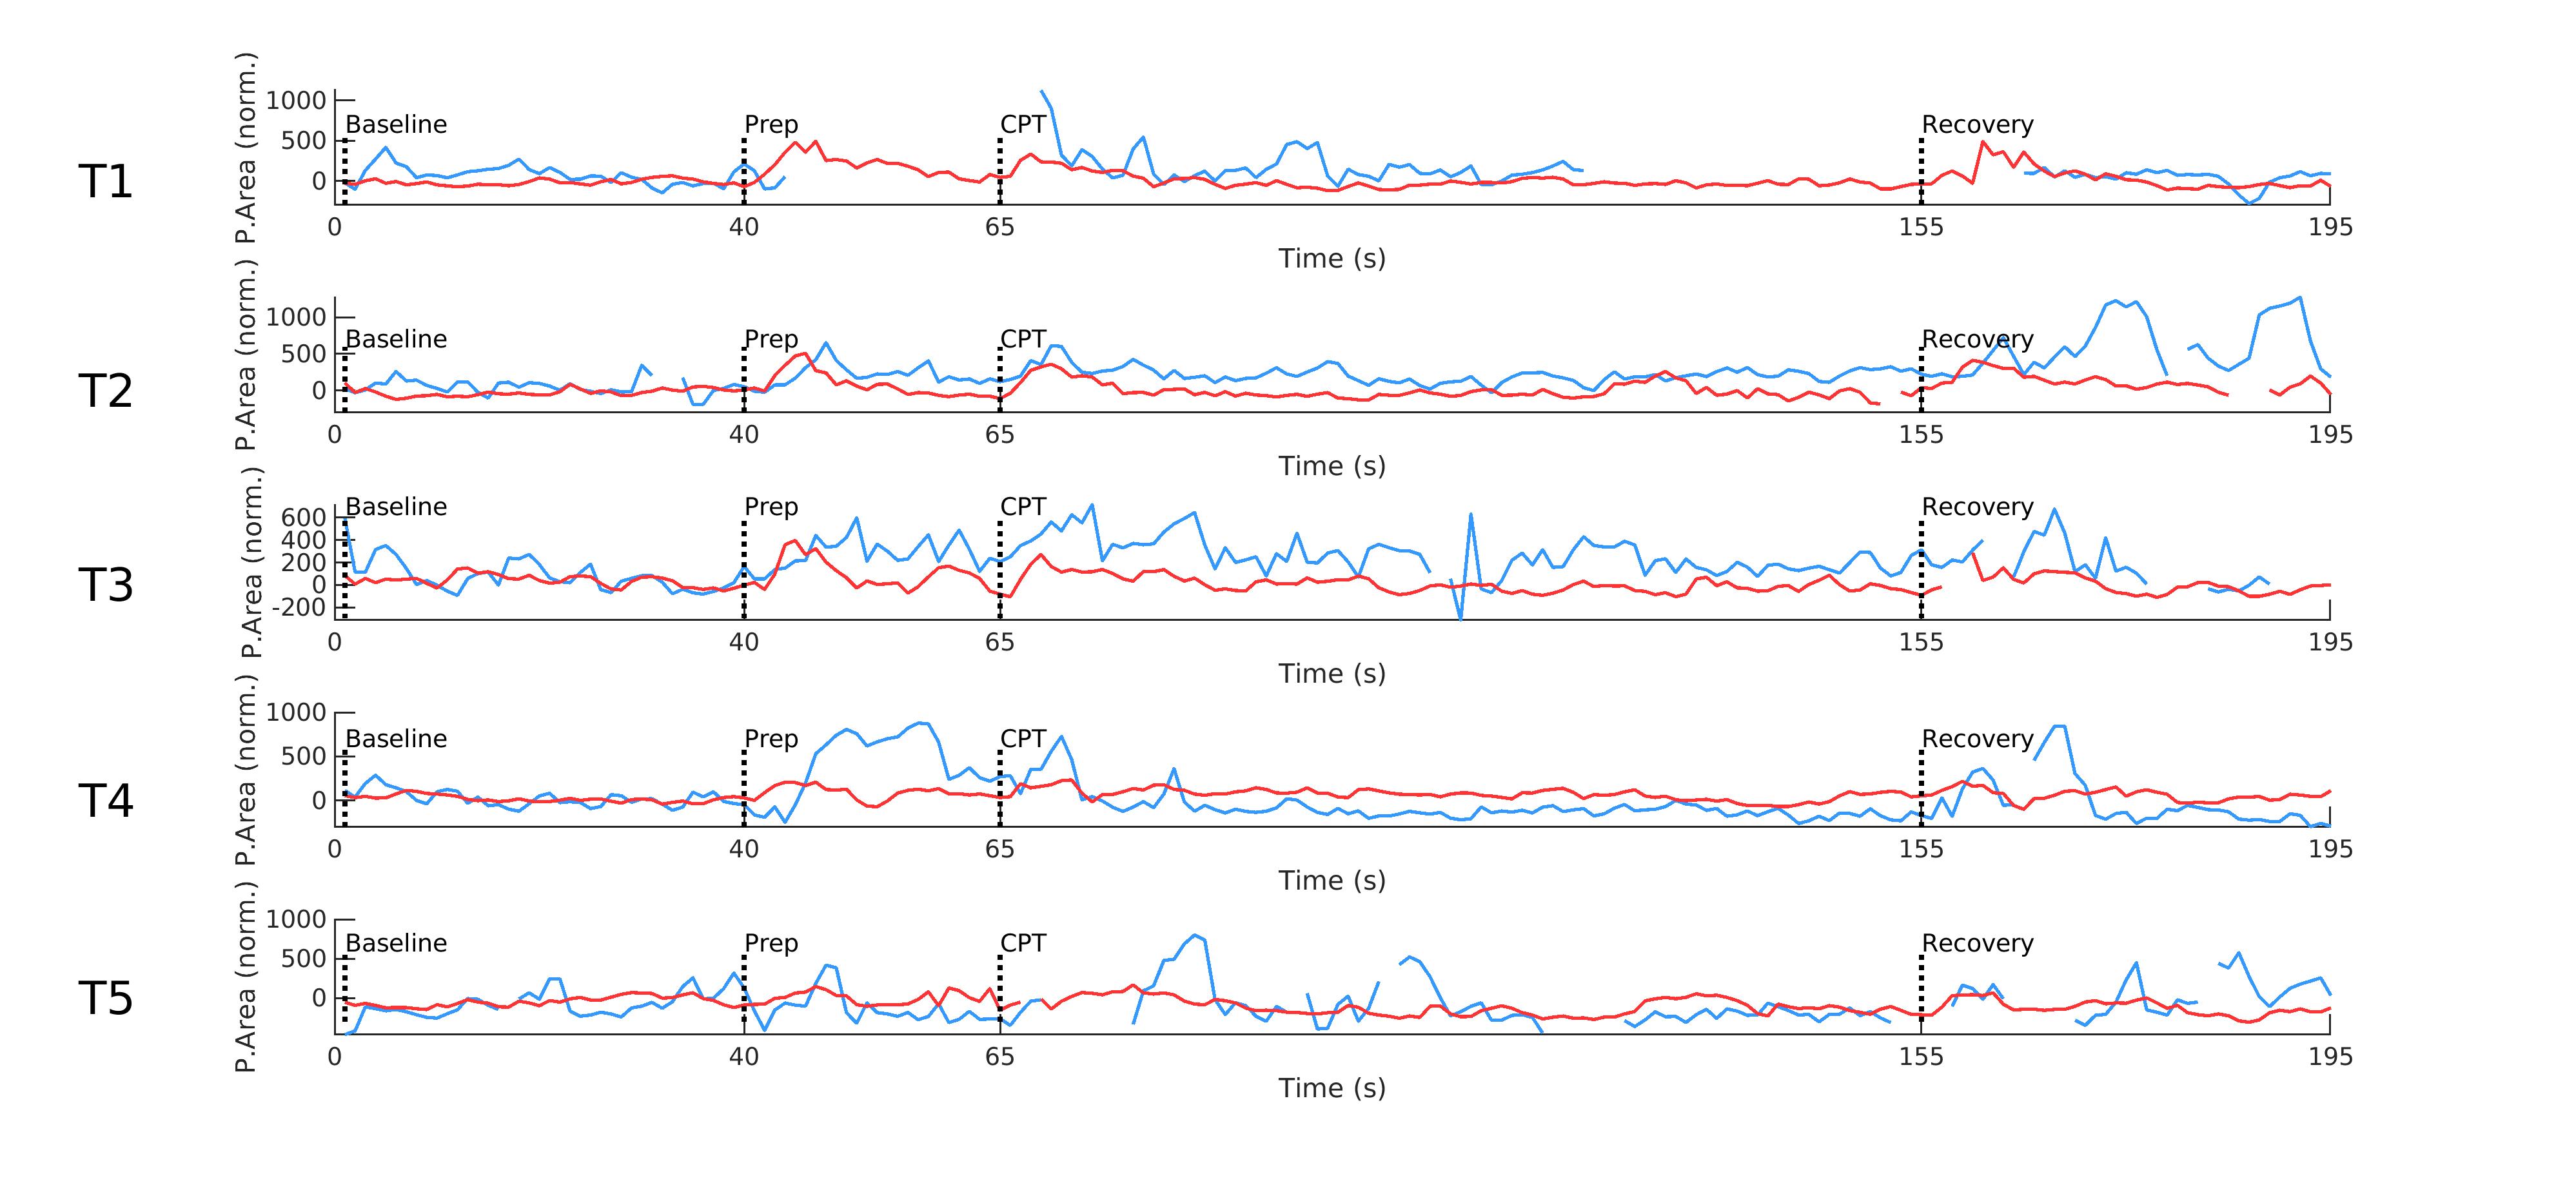 T1
P.Area (norm.)
1000
500
0
Baseline
Prep
CPT
Recovery
0 40 65 155 195
Time (s)
T2
P.Area (norm.)
1000
500
0
Baseline
Prep
CPT
Recovery
0 40 65 155 195
Time (s)
T3
P.Area (norm.)
600
400
200
0
-200
Baseline
Prep
CPT
Recovery
0 40 65 155 195
Time (s)
T4
P.Area (norm.)
1000
500
0
Baseline
Prep
CPT
Recovery
0 40 65 155 195
Time (s)
T5
P.Area (norm.)
1000
500
0
Baseline
Prep
CPT
Recovery
0 40 65 155 195
Time (s)